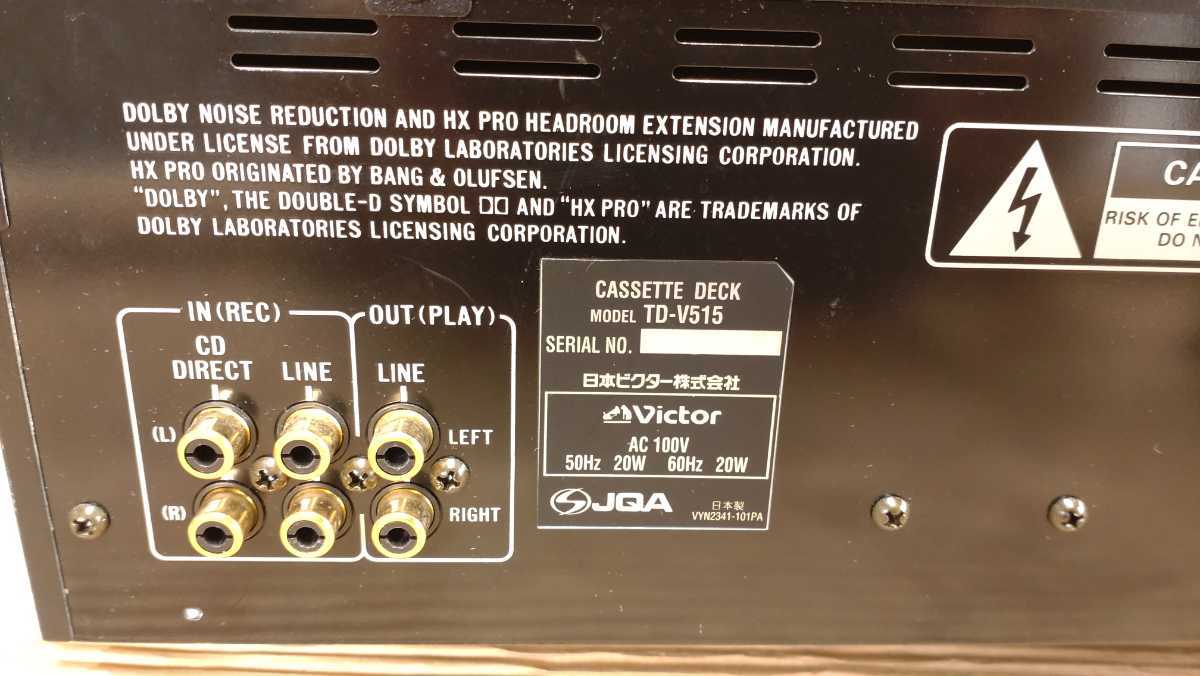 DOLBY NOISE REDUCTION AND HX PRO HEADROOM EXTENSION MANUFACTURED
UNDER LICENSE FROM DOLBY LABORATORIES LICENSING CORPORATION.
HX PRO ORIGINATED BY BANG & OLUFSEN.
“DOLBY”, THE DOUBLE-D SYMBOL AND “HX PRO” ARE TRADEMARKS OF
DOLBY LABORATORIES LICENSING CORPORATION.
RISK OF
DO
IN (REC)
OUT (PLAY)
CD
DIRECT LINE LINE
(L) LEFT
(R) RIGHT
CASSETTE DECK
MODEL TD-V515
SERIAL NO.
日本ビクター株式会社
Victor
AC 100V
50Hz 20W 60Hz 20W
JQA
日本製
VYN2341-101PA